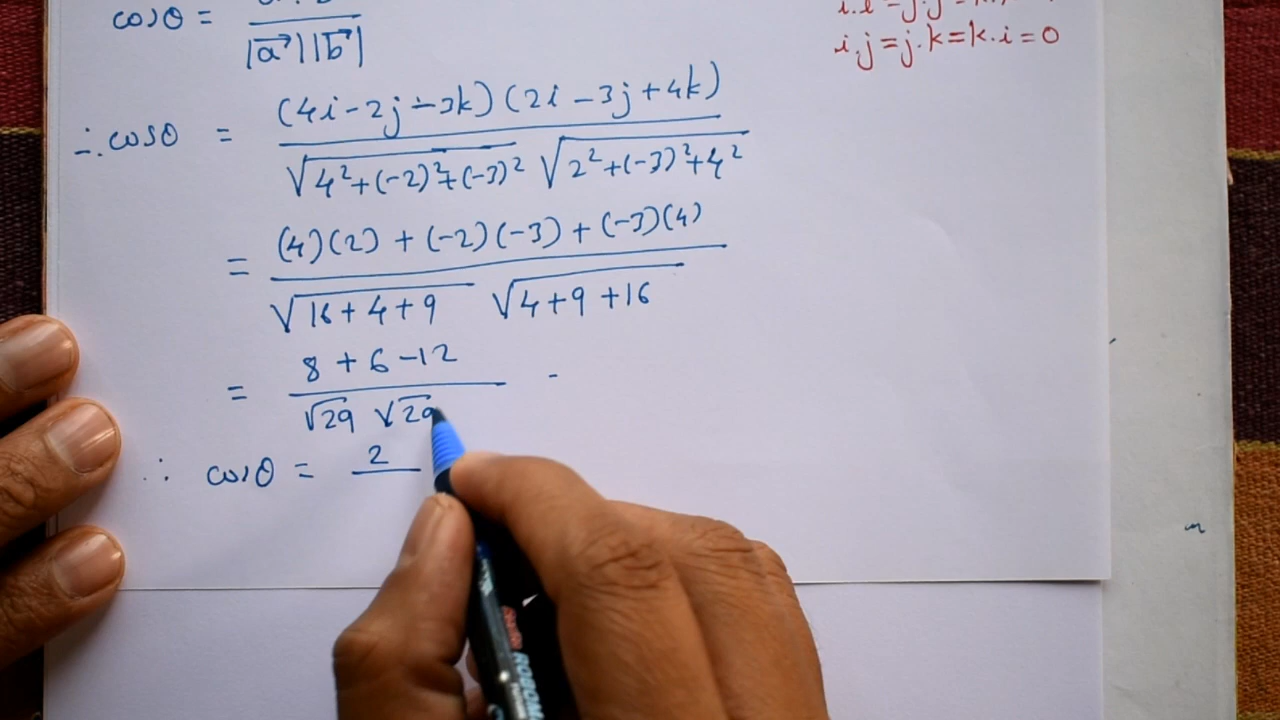 cosθ =
|a⃗| |b⃗|
i.j = j.k = k.i = 0
∴ cosθ = (4i - 2j - 3k) (2i - 3j + 4k)
√4² + (-2)² + (-3)² √2² + (-3)² + 4²
= (4)(2) + (-2)(-3) + (-3)(4)
√16 + 4 + 9 √4 + 9 + 16
= 8 + 6 - 12
√29 √29
∴ cosθ = 2